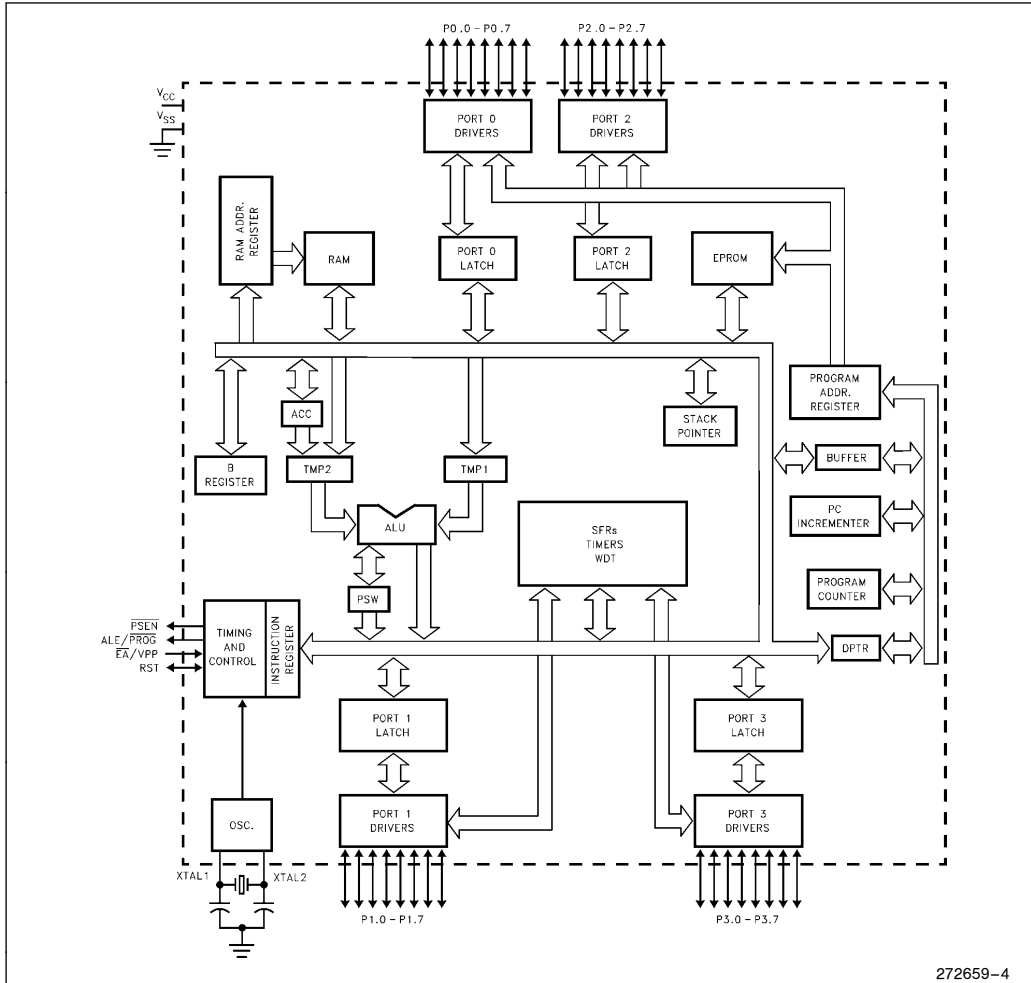 P0.0-P0.7
P2.0-P2.7
VCC
VSS
PORT 0
DRIVERS
PORT 2
DRIVERS
RAM ADDR.
REGISTER
RAM
PORT 0
LATCH
PORT 2
LATCH
EPROM
PROGRAM
ADDR.
REGISTER
ACC
STACK
POINTER
B
REGISTER
TMP2
TMP1
BUFFER
ALU
SFRs
TIMERS
WDT
PC
INCREMENTER
PSW
PROGRAM
COUNTER
PSEN
ALE/PROG
EA/VPP
RST
TIMING
AND
CONTROL
INSTRUCTION
REGISTER
DPTR
PORT 1
LATCH
PORT 3
LATCH
OSC.
PORT 1
DRIVERS
PORT 3
DRIVERS
XTAL1
XTAL2
P1.0-P1.7
P3.0-P3.7
272659-4